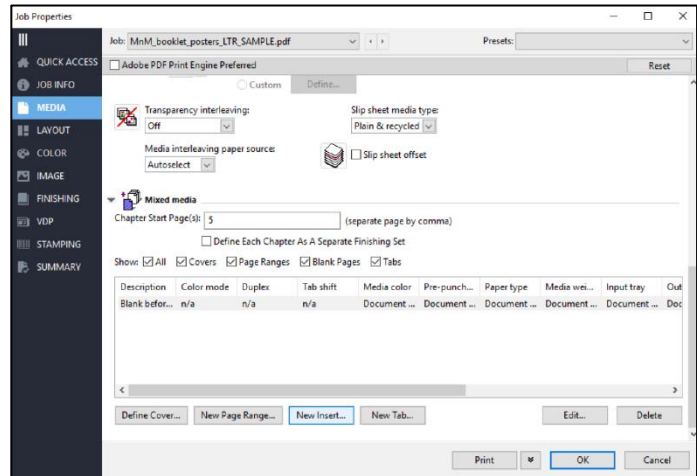 Job Properties
Job: MnM_booklet_posters_LTR_SAMPLE.pdf Presets:
Adobe PDF Print Engine Preferred Reset
QUICK ACCESS
JOB INFO
MEDIA
LAYOUT
COLOR
IMAGE
FINISHING
VDP
STAMPING
SUMMARY
Custom Define...
Transparency interleaving: Slip sheet media type:
Off Plain & recycled
Media interleaving paper source:
Autoselect Slip sheet offset
Mixed media
Chapter Start Page(s): 5 (separate page by comma)
Define Each Chapter As A Separate Finishing Set
Show: All Covers Page Ranges Blank Pages Tabs
Description Color mode Duplex Tab shift Media color Pre-punch... Paper type Media wei... Input tray Out
Blank befor... n/a n/a n/a Document ... Document ... Document ... Document ... Document ... Doc
Define Cover... New Page Range... New Insert... New Tab... Edit... Delete
Print OK Cancel